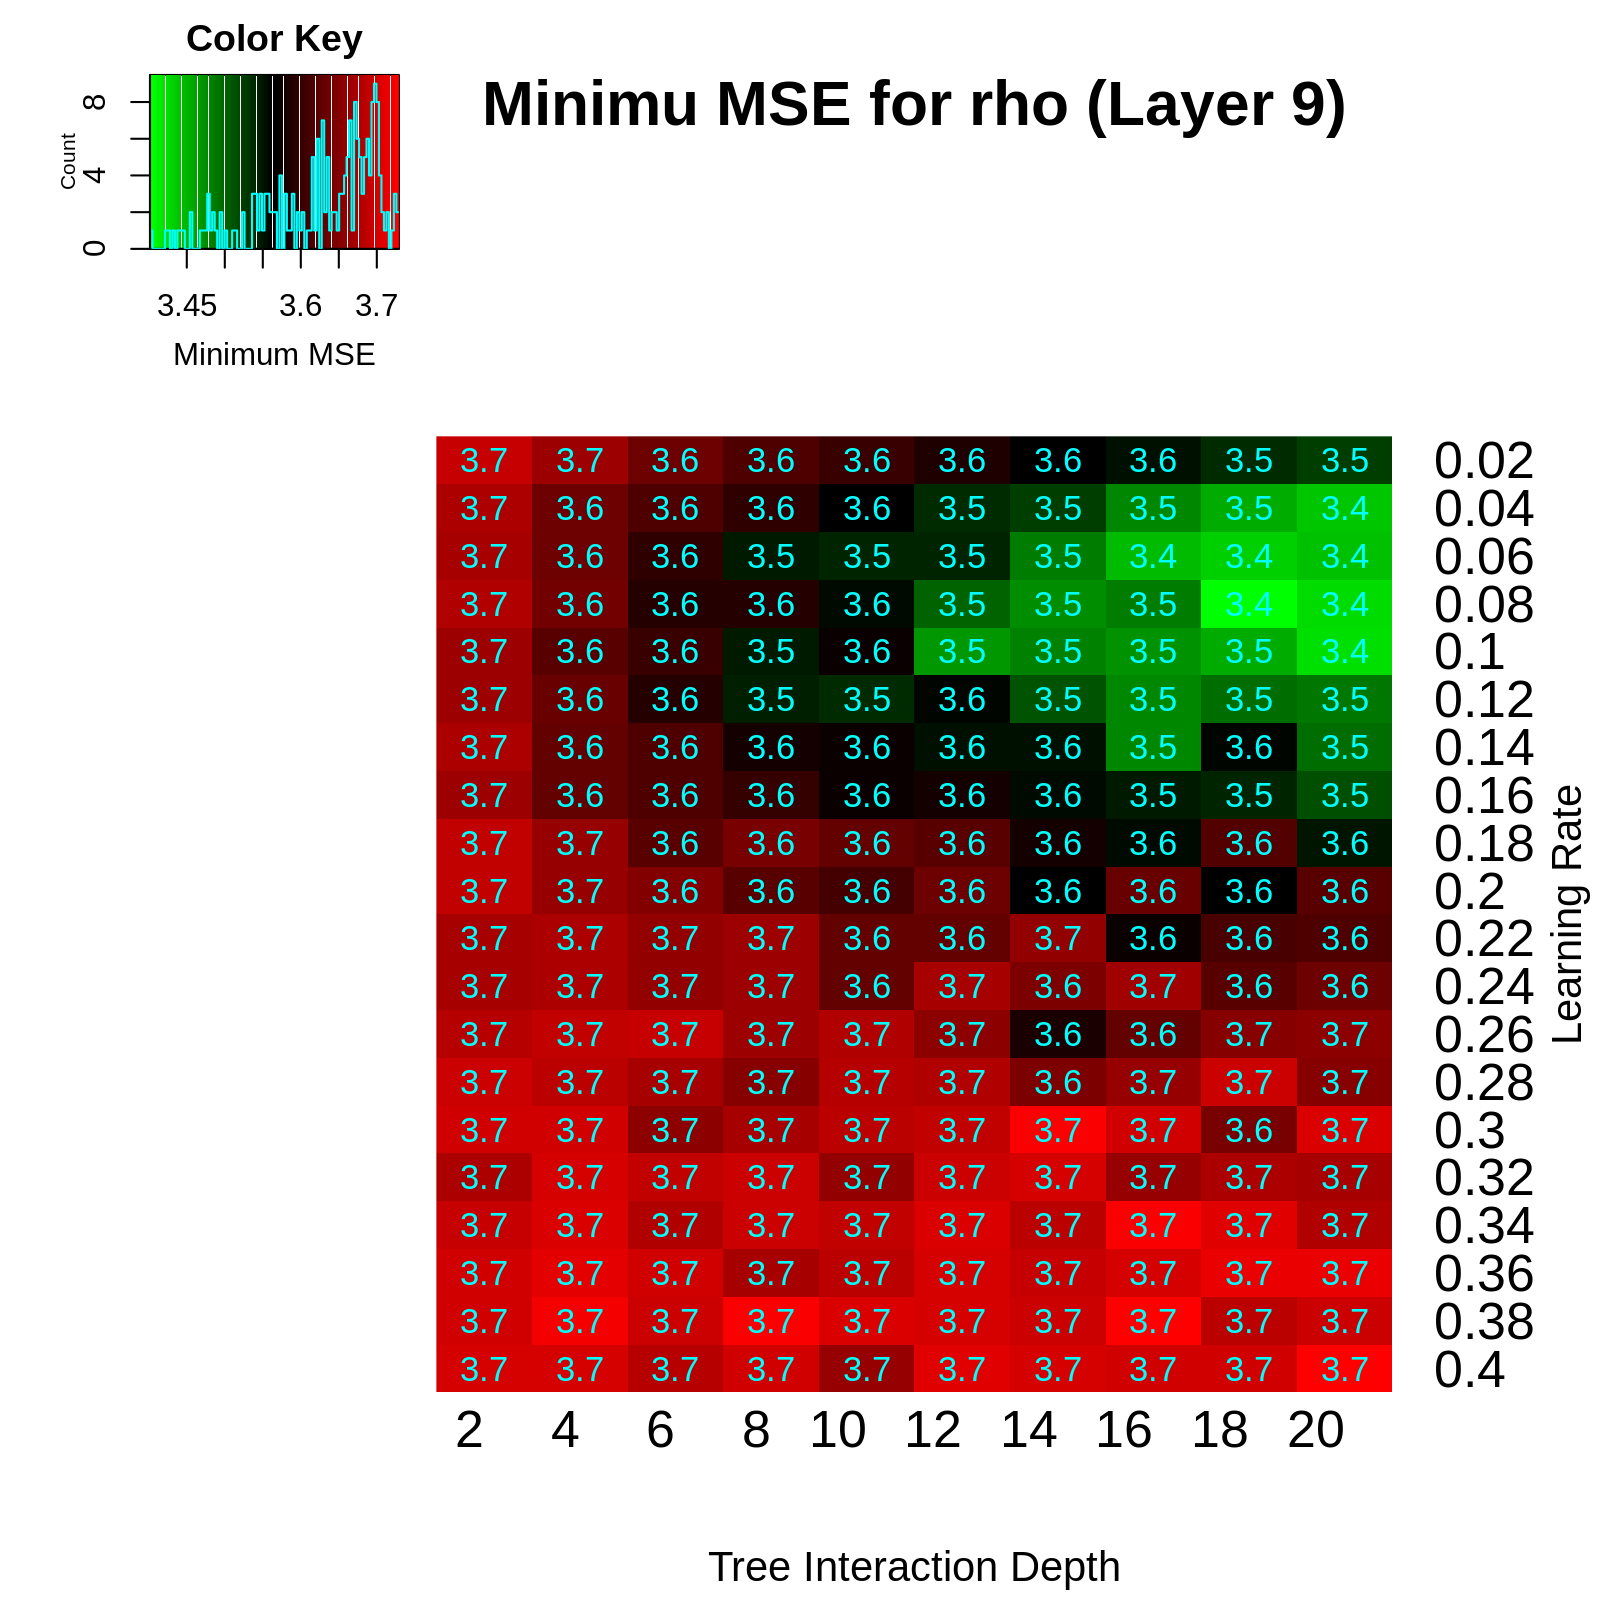 Color Key
Minimu MSE for rho (Layer 9)
Count
0 4 8
3.45 3.6 3.7
Minimum MSE
3.7 3.7 3.6 3.6 3.6 3.6 3.6 3.6 3.5 3.5 0.02
3.7 3.6 3.6 3.6 3.6 3.5 3.5 3.5 3.5 3.4 0.04
3.7 3.6 3.6 3.5 3.5 3.5 3.5 3.4 3.4 3.4 0.06
3.7 3.6 3.6 3.6 3.6 3.5 3.5 3.5 3.4 3.4 0.08
3.7 3.6 3.6 3.5 3.6 3.5 3.5 3.5 3.5 3.4 0.1
3.7 3.6 3.6 3.5 3.5 3.6 3.5 3.5 3.5 3.5 0.12
3.7 3.6 3.6 3.6 3.6 3.6 3.6 3.5 3.6 3.5 0.14
3.7 3.6 3.6 3.6 3.6 3.6 3.6 3.5 3.5 3.5 0.16
3.7 3.7 3.6 3.6 3.6 3.6 3.6 3.6 3.6 3.6 0.18
3.7 3.7 3.6 3.6 3.6 3.6 3.6 3.6 3.6 3.6 0.2
3.7 3.7 3.7 3.7 3.6 3.6 3.7 3.6 3.6 3.6 0.22
3.7 3.7 3.7 3.7 3.6 3.7 3.6 3.7 3.6 3.6 0.24
3.7 3.7 3.7 3.7 3.7 3.7 3.6 3.6 3.7 3.7 0.26
3.7 3.7 3.7 3.7 3.7 3.7 3.6 3.7 3.7 3.7 0.28
3.7 3.7 3.7 3.7 3.7 3.7 3.7 3.7 3.6 3.7 0.3
3.7 3.7 3.7 3.7 3.7 3.7 3.7 3.7 3.7 3.7 0.32
3.7 3.7 3.7 3.7 3.7 3.7 3.7 3.7 3.7 3.7 0.34
3.7 3.7 3.7 3.7 3.7 3.7 3.7 3.7 3.7 3.7 0.36
3.7 3.7 3.7 3.7 3.7 3.7 3.7 3.7 3.7 3.7 0.38
3.7 3.7 3.7 3.7 3.7 3.7 3.7 3.7 3.7 3.7 0.4
Learning Rate
2 4 6 8 10 12 14 16 18 20
Tree Interaction Depth